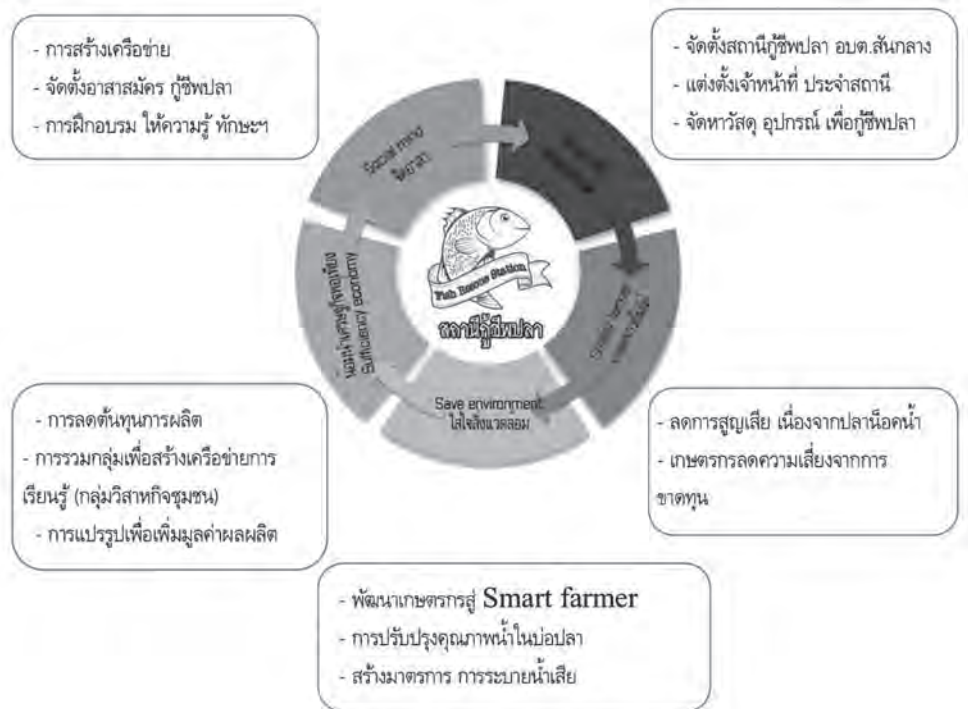 - การสร้างเครือข่าย
- จัดตั้งอาสาสมัคร กู้ชีพปลา
- การฝึกอบรม ให้ความรู้ ทักษะฯ
- จัดตั้งสถานีกู้ชีพปลา อบต.สันกลาง
- แต่งตั้งเจ้าหน้าที่ ประจำสถานี
- จัดหาวัสดุ อุปกรณ์ เพื่อกู้ชีพปลา
Social mind
จิตอาสา
น้อมนำเศรษฐกิจพอเพียง
Sufficiency economy
Fish Rescue Station
สถานีกู้ชีพปลา
Save environment
ใส่ใจสิ่งแวดล้อม
- การลดต้นทุนการผลิต
- การรวมกลุ่มเพื่อสร้างเครือข่ายการ
เรียนรู้ (กลุ่มวิสาหกิจชุมชน)
- การแปรรูปเพื่อเพิ่มมูลค่าผลผลิต
- ลดการสูญเสีย เนื่องจากปลาน็อคน้ำ
- เกษตรกรลดความเสี่ยงจากการ
ขาดทุน
- พัฒนาเกษตรกรสู่ Smart farmer
- การปรับปรุงคุณภาพน้ำในบ่อปลา
- สร้างมาตรการ การระบายน้ำเสีย